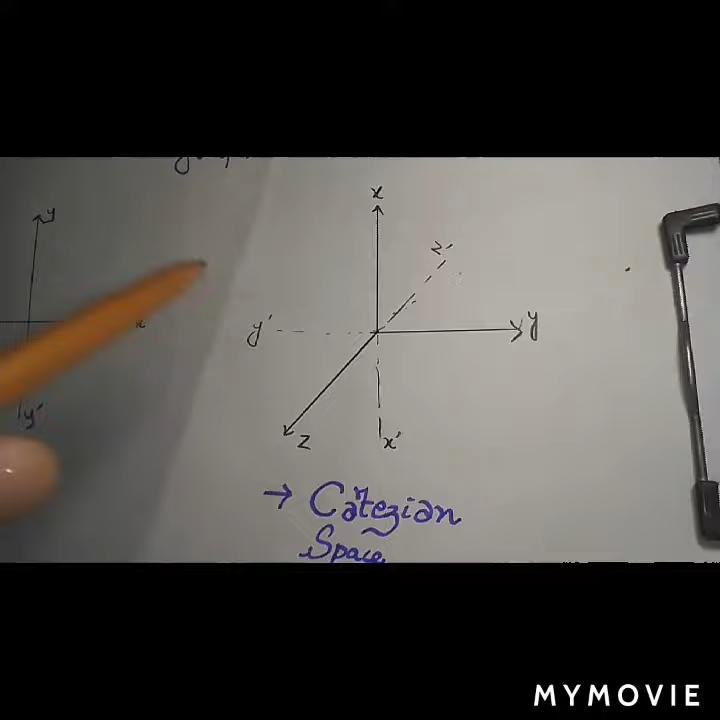 y
x
z'
y'
y
x
y'
z
x'
→ Catezian
Space
MYMOVIE